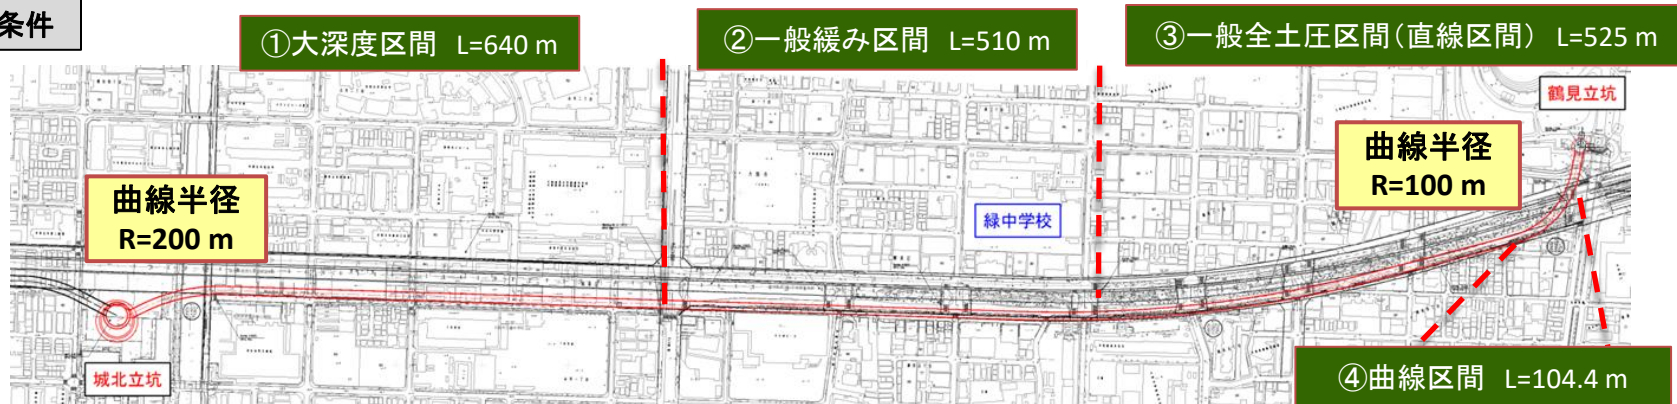 条件
①大深度区間 L=640 m
②一般緩み区間 L=510 m
③一般全土圧区間(直線区間) L=525 m
鶴見立坑
曲線半径
R=100 m
曲線半径
R=200 m
緑中学校
城北立坑
④曲線区間 L=104.4 m